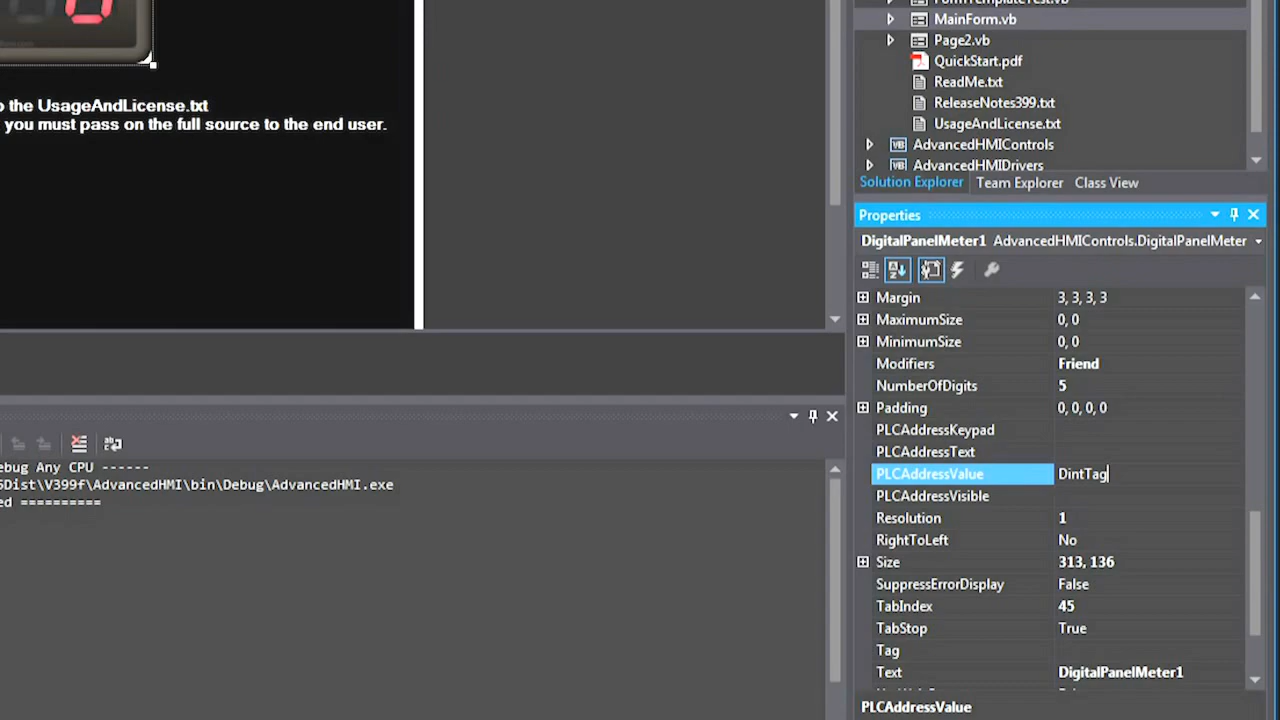 FormTemplateTest.vb
MainForm.vb
Page2.vb
QuickStart.pdf
ReadMe.txt
ReleaseNotes399.txt
UsageAndLicense.txt
AdvancedHMIControls
AdvancedHMIDrivers
Solution Explorer Team Explorer Class View
o the UsageAndLicense.txt
you must pass on the full source to the end user.
Properties
DigitalPanelMeter1 AdvancedHMIControls.DigitalPanelMeter
Margin 3, 3, 3, 3
MaximumSize 0, 0
MinimumSize 0, 0
Modifiers Friend
NumberOfDigits 5
Padding 0, 0, 0, 0
PLCAddressKeypad
PLCAddressText
PLCAddressValue DintTag
PLCAddressVisible
Resolution 1
RightToLeft No
Size 313, 136
SuppressErrorDisplay False
TabIndex 45
TabStop True
Tag
Text DigitalPanelMeter1
PLCAddressValue
ebug Any CPU ------
SDist\V399f\AdvancedHMI\bin\Debug\AdvancedHMI.exe
ed ==========